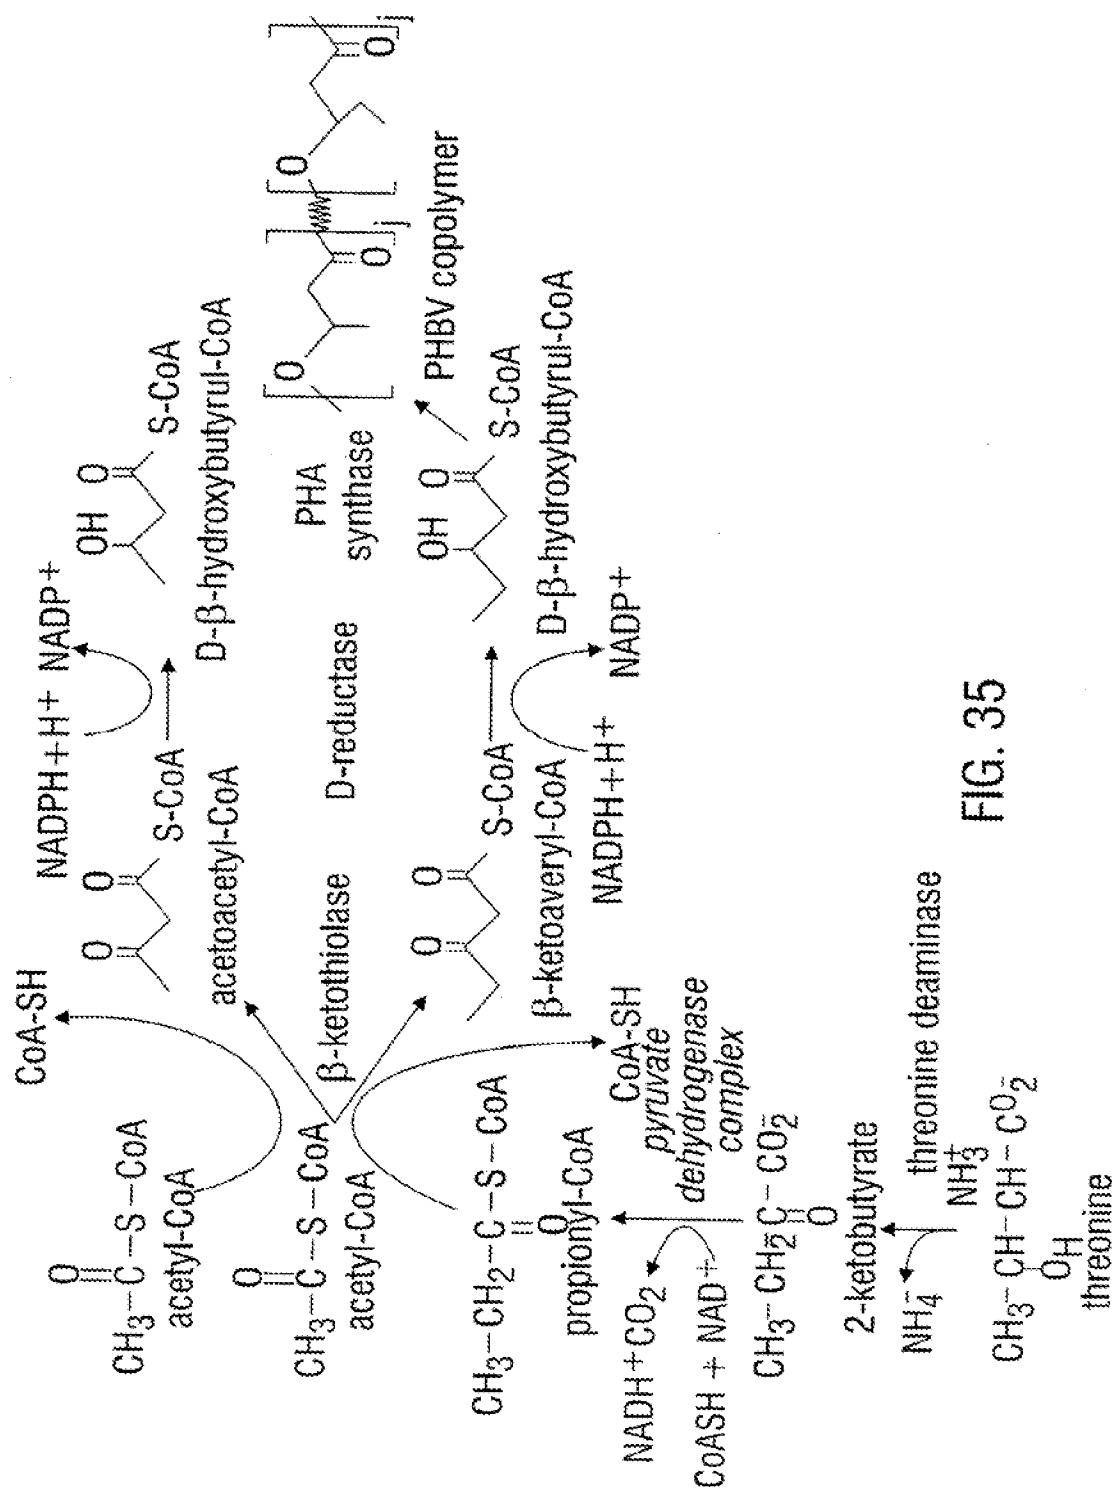 CoA-SH
NADPH+H+ NADP+
O
CH3–C–S–CoA
acetyl-CoA
O O
S-CoA
acetoacetyl-CoA
OH O
S-CoA
D-β-hydroxybutyrul-CoA
O
CH3–C–S–CoA
acetyl-CoA
β-ketothiolase
D-reductase
PHA
synthase
O
O
j
O
O
j
PHBV copolymer
CH3–CH2–C–S–CoA
O
propionyl-CoA
O O
S-CoA
β-ketoaveryl-CoA
OH O
S-CoA
D-β-hydroxybutyrul-CoA
NADPH+H+
NADP+
CoA-SH
pyruvate
dehydrogenase
complex
NADH+CO2
CoASH + NAD+
CH3–CH2–C–CO2-
O
2-ketobutyrate
threonine deaminase
NH4-
NH3+
CH3–CH–CH–CO2-
OH
threonine
FIG. 35